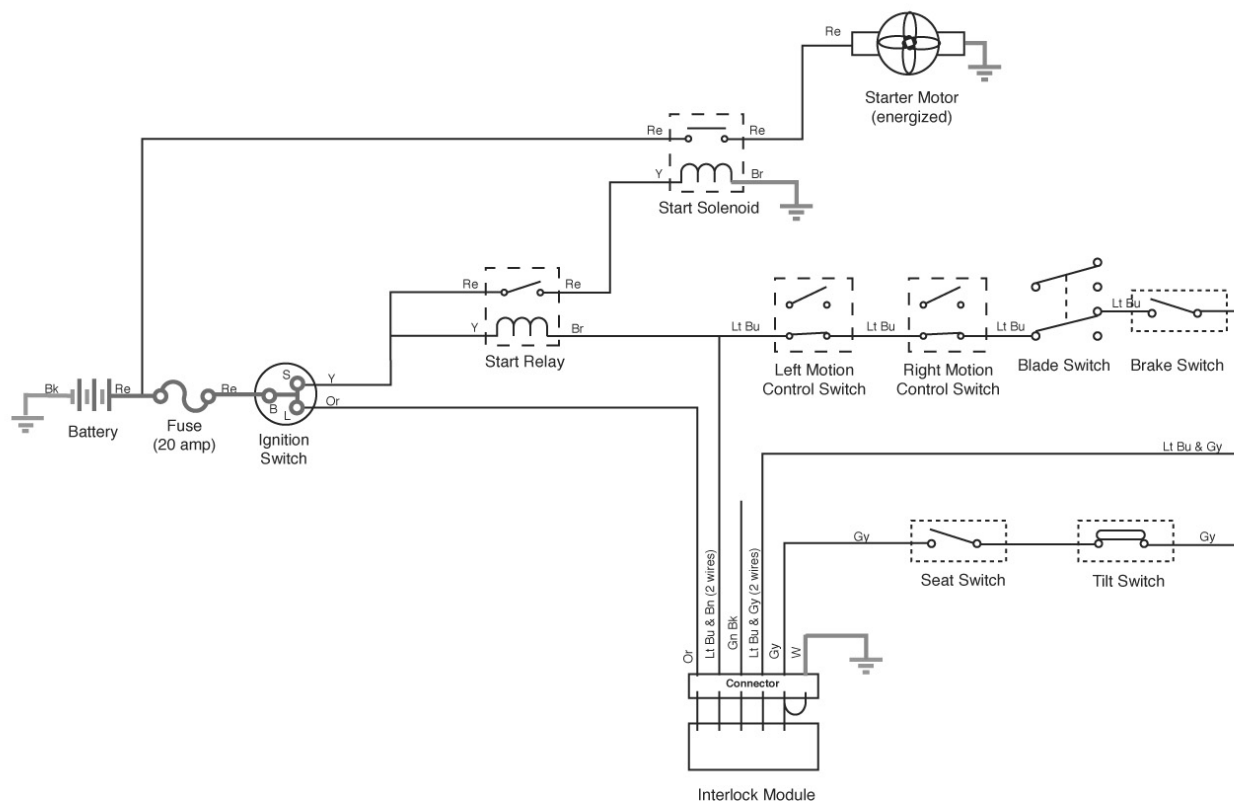 Re
Starter Motor
(energized)
Re
Re
Y
Br
Start Solenoid
Re
Re
Y
Br
Start Relay
Lt Bu
Lt Bu
Lt Bu
Lt Bu
Left Motion
Control Switch
Right Motion
Control Switch
Blade Switch
Brake Switch
Bk
Re
Battery
Fuse
(20 amp)
Re
S
B
L
Y
Or
Ignition
Switch
Lt Bu & Gy
Gy
Gy
Seat Switch
Tilt Switch
Or
Lt Bu & Bn (2 wires)
Gn Bk
Lt Bu & Gy (2 wires)
Gy
W
Connector
Interlock Module